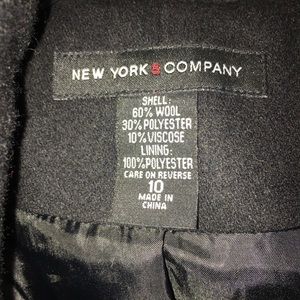 NEW YORK & COMPANY
SHELL:
60% WOOL
30% POLYESTER
10% VISCOSE
LINING:
100% POLYESTER
CARE ON REVERSE
10
MADE IN
CHINA